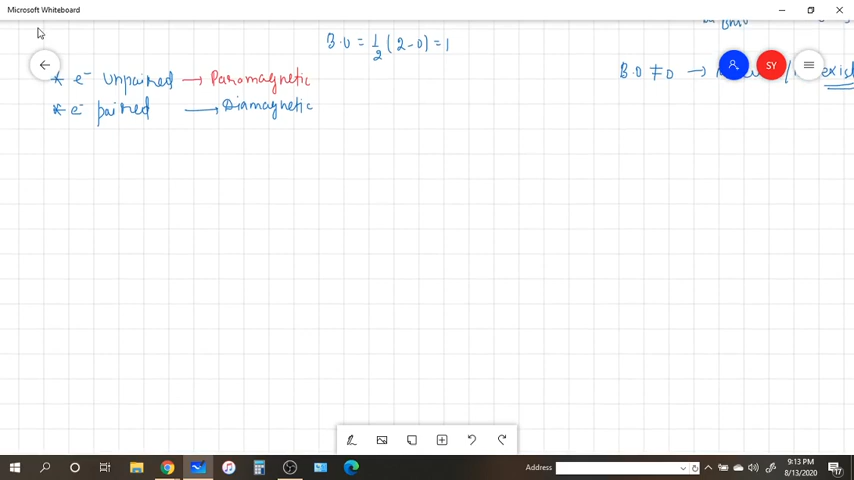 Microsoft Whiteboard
B.O = 1/2 (2-0) = 1
SY
* e⁻ unpaired → Paramagnetic
B.O ≠ 0 → exist
* e⁻ paired → Diamagnetic
Address
9:13 PM
8/13/2020
17